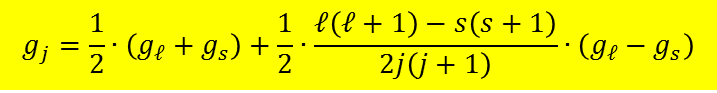 g_j = 1/2 · (g_ℓ + g_s) + 1/2 · (ℓ(ℓ + 1) − s(s + 1))/(2j(j + 1)) · (g_ℓ − g_s)